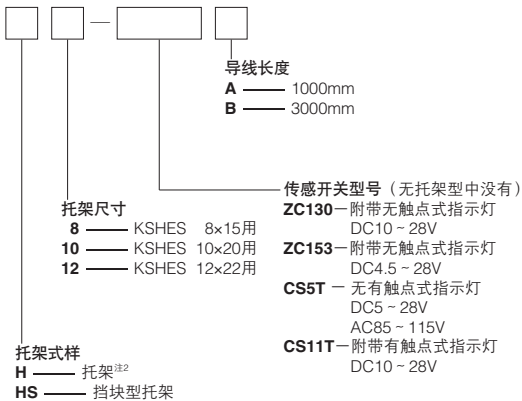 导线长度
A —— 1000mm
B —— 3000mm
传感开关型号（无托架型中没有）
ZC130－附带无触点式指示灯
DC10 ~ 28V
ZC153－附带无触点式指示灯
DC4.5 ~ 28V
CS5T － 无有触点式指示灯
DC5 ~ 28V
AC85 ~ 115V
CS11T－附带有触点式指示灯
DC10 ~ 28V
托架尺寸
8 —— KSHES 8×15用
10 —— KSHES 10×20用
12 —— KSHES 12×22用
托架式样
H —— 托架注2
HS —— 挡块型托架